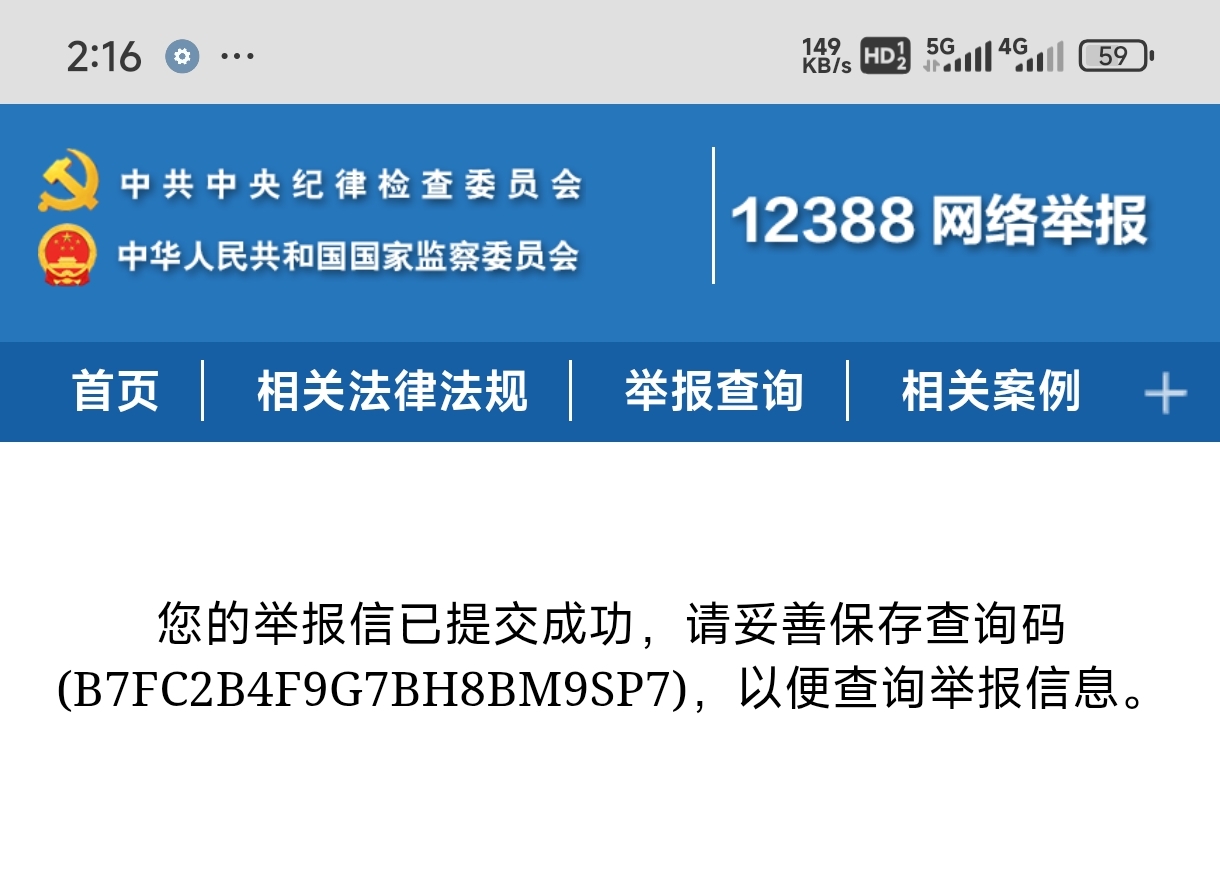 2:16 ...
149 KB/s HD 1 2 5G 4G 59
中共中央纪律检查委员会
中华人民共和国国家监察委员会
12388 网络举报
首页 相关法律法规 举报查询 相关案例 +
您的举报信已提交成功，请妥善保存查询码
(B7FC2B4F9G7BH8BM9SP7)，以便查询举报信息。